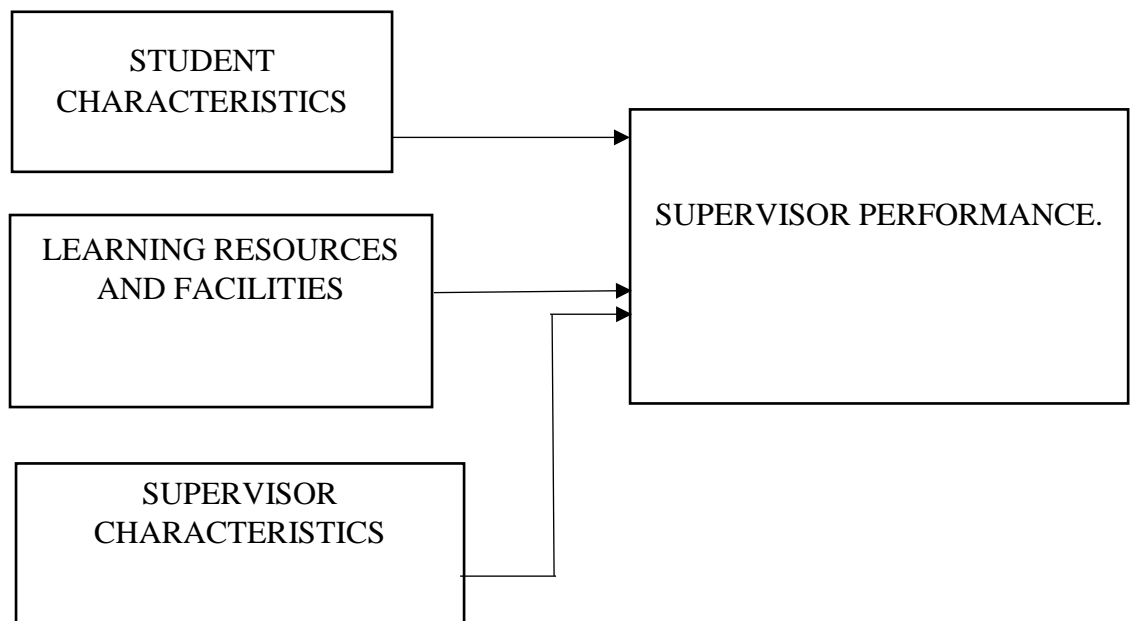 STUDENT
CHARACTERISTICS
SUPERVISOR PERFORMANCE.
LEARNING RESOURCES
AND FACILITIES
SUPERVISOR
CHARACTERISTICS